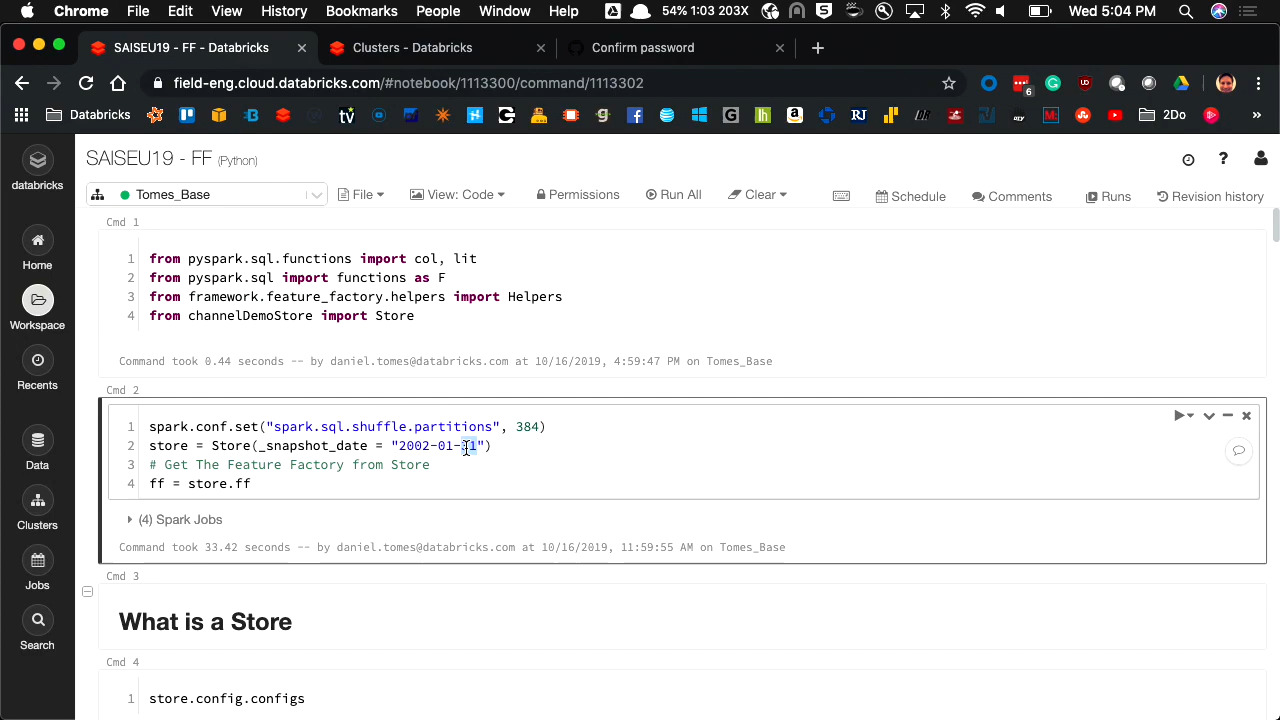 Chrome File Edit View History Bookmarks People Window Help 54% 1:03 203X Wed 5:04 PM
SAISEU19 - FF - Databricks Clusters - Databricks Confirm password
field-eng.cloud.databricks.com/#notebook/1113300/command/1113302 6
Databricks 2Do »
SAISEU19 - FF (Python)
databricks
Tomes_Base File View: Code Permissions Run All Clear Schedule Comments Runs Revision history
Cmd 1
Home
1 from pyspark.sql.functions import col, lit
2 from pyspark.sql import functions as F
3 from framework.feature_factory.helpers import Helpers
4 from channelDemoStore import Store
Workspace
Command took 0.44 seconds -- by daniel.tomes@databricks.com at 10/16/2019, 4:59:47 PM on Tomes_Base
Recents
Cmd 2
1 spark.conf.set("spark.sql.shuffle.partitions", 384)
2 store = Store(_snapshot_date = "2002-01-31")
3 # Get The Feature Factory from Store
4 ff = store.ff
Data
Clusters
(4) Spark Jobs
Command took 33.42 seconds -- by daniel.tomes@databricks.com at 10/16/2019, 11:59:55 AM on Tomes_Base
Cmd 3
Jobs
What is a Store
Search
Cmd 4
1 store.config.configs